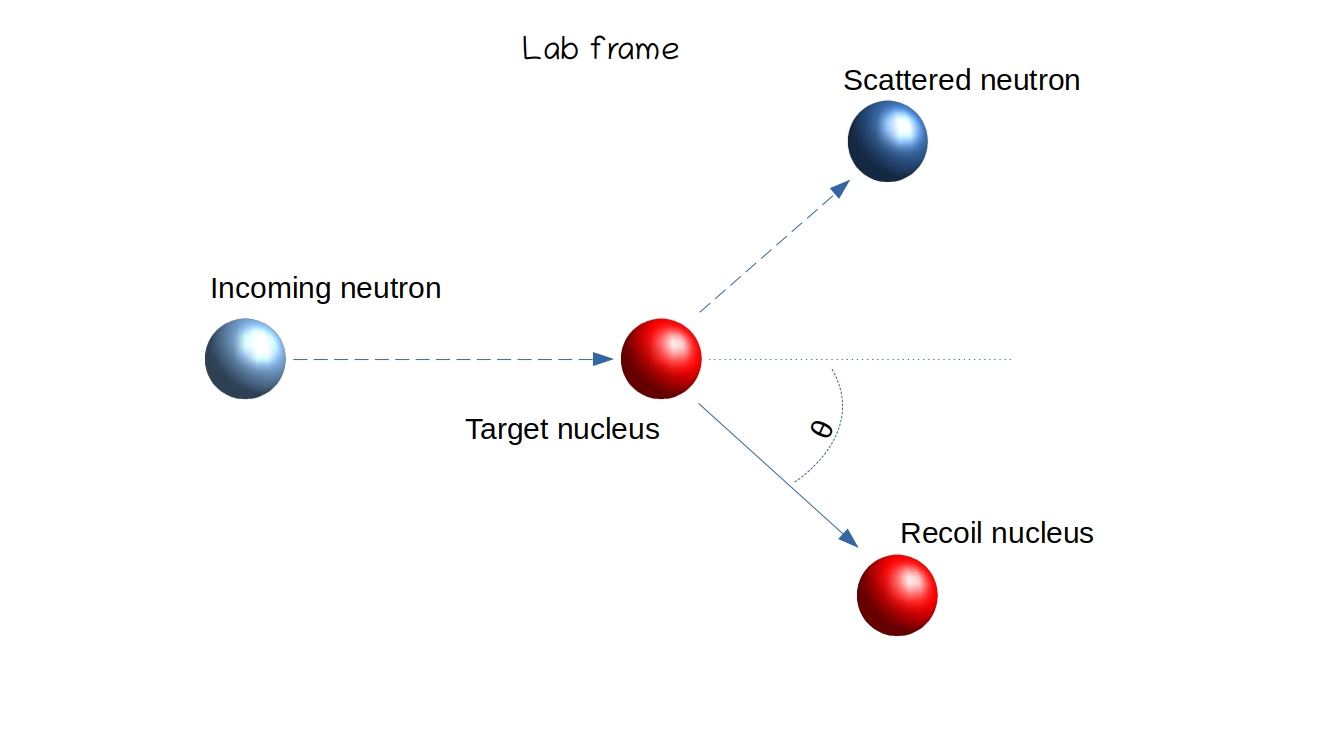 Lab frame
Scattered neutron
Incoming neutron
Target nucleus
θ
Recoil nucleus